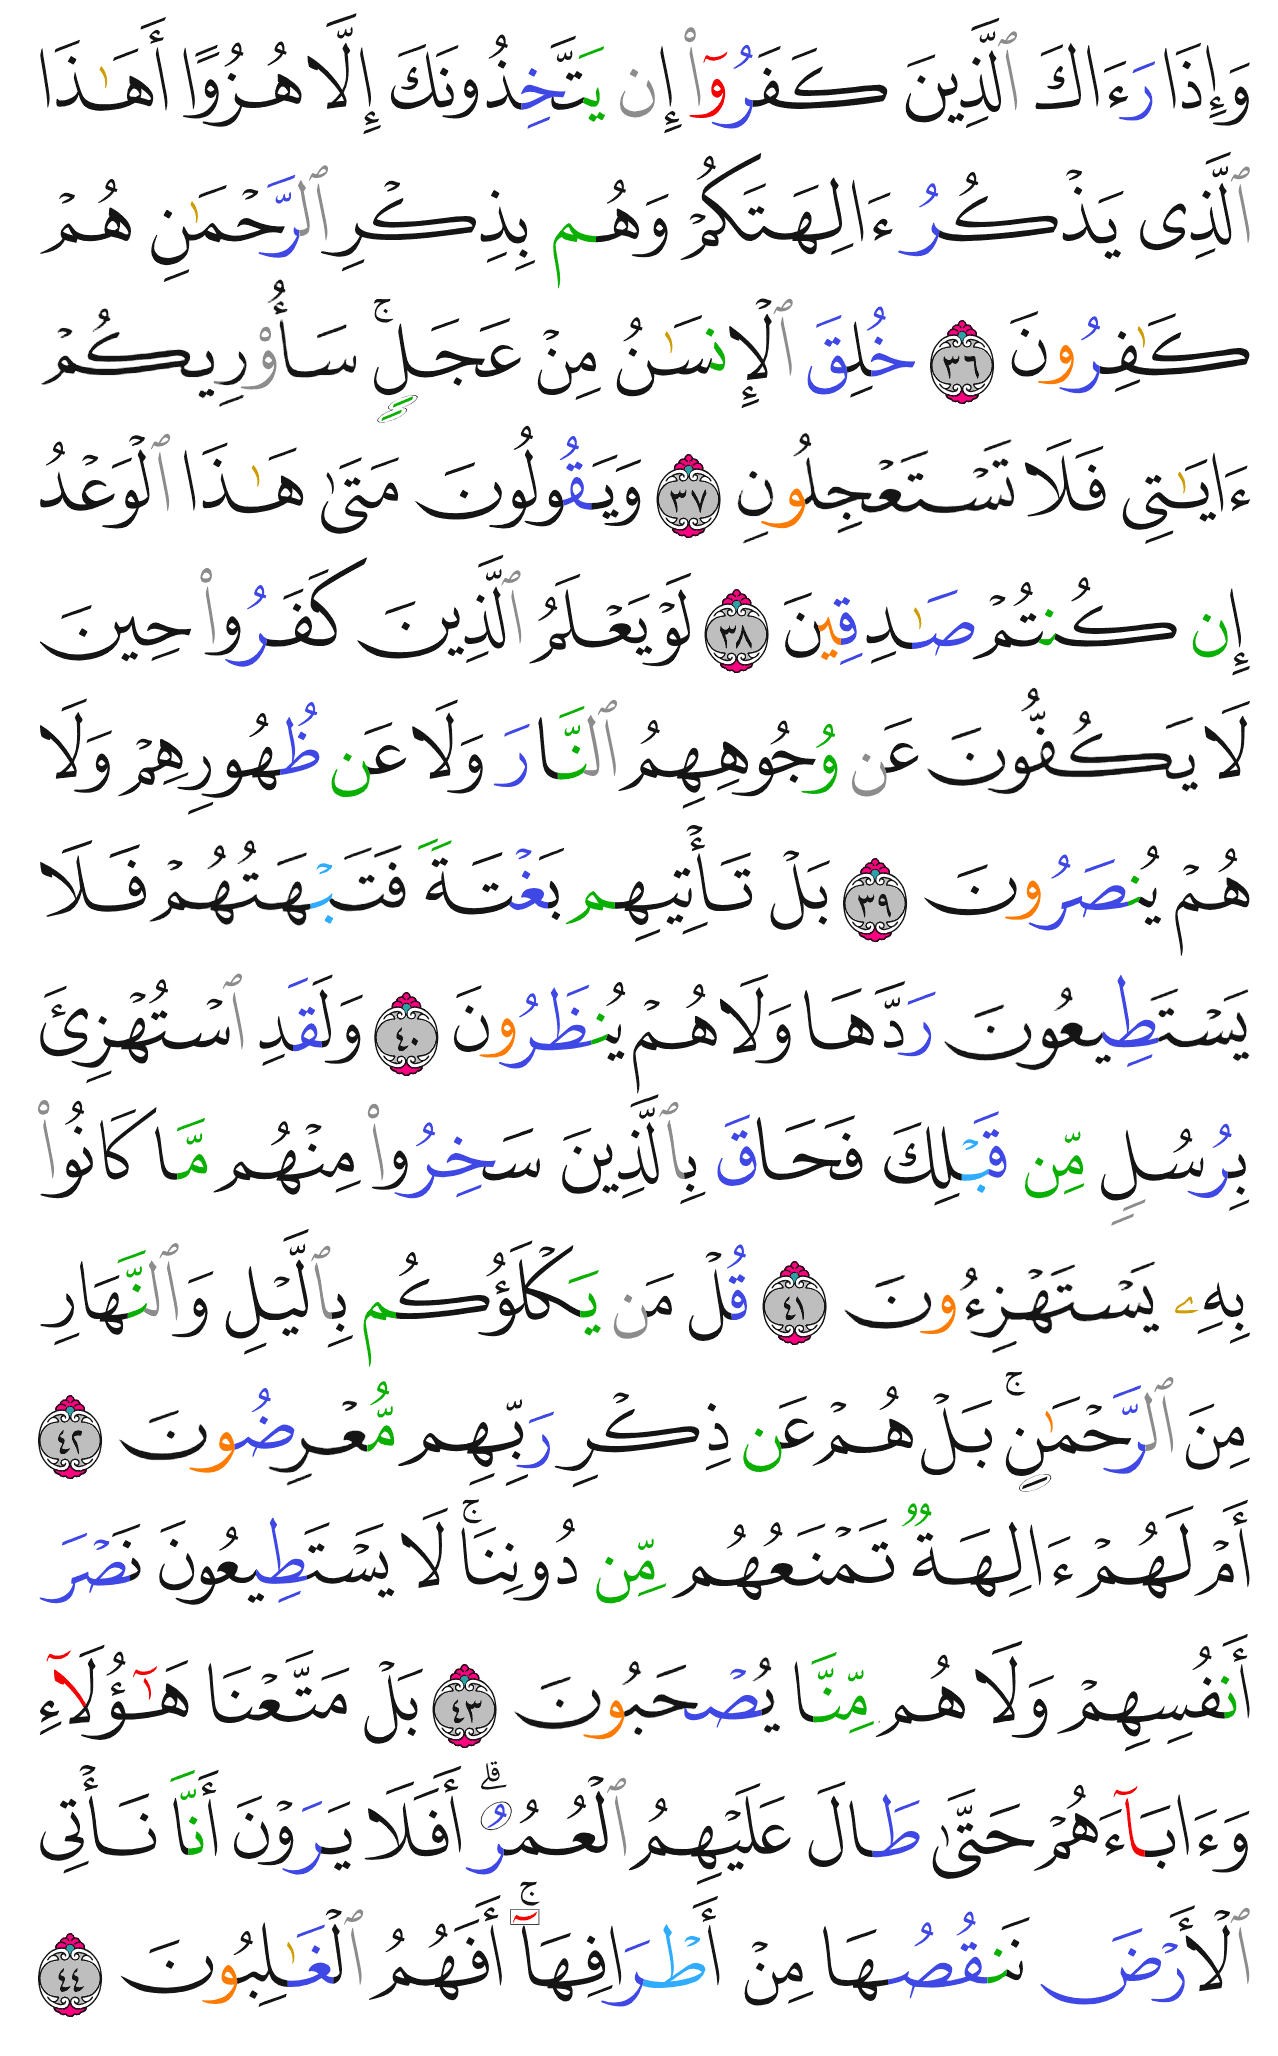 وَإِذَا رَءَاكَ ٱلَّذِينَ كَفَرُوٓا۟ إِن يَتَّخِذُونَكَ إِلَّا هُزُوًا أَهَـٰذَا
ٱلَّذِى يَذْكُرُ ءَالِهَتَكُمْ وَهُم بِذِكْرِ ٱلرَّحْمَـٰنِ هُمْ
كَـٰفِرُونَ ٣٦ خُلِقَ ٱلْإِنسَـٰنُ مِنْ عَجَلٍ ۚ سَأُو۟رِيكُمْ
ءَايَـٰتِى فَلَا تَسْتَعْجِلُونِ ٣٧ وَيَقُولُونَ مَتَىٰ هَـٰذَا ٱلْوَعْدُ
إِن كُنتُمْ صَـٰدِقِينَ ٣٨ لَوْ يَعْلَمُ ٱلَّذِينَ كَفَرُوا۟ حِينَ
لَا يَكُفُّونَ عَن وُجُوهِهِمُ ٱلنَّارَ وَلَا عَن ظُهُورِهِمْ وَلَا
هُمْ يُنصَرُونَ ٣٩ بَلْ تَأْتِيهِم بَغْتَةً فَتَبْهَتُهُمْ فَلَا
يَسْتَطِيعُونَ رَدَّهَا وَلَا هُمْ يُنظَرُونَ ٤٠ وَلَقَدِ ٱسْتُهْزِئَ
بِرُسُلٍ مِّن قَبْلِكَ فَحَاقَ بِٱلَّذِينَ سَخِرُوا۟ مِنْهُم مَّا كَانُوا۟
بِهِۦ يَسْتَهْزِءُونَ ٤١ قُلْ مَن يَكْلَؤُكُم بِٱلَّيْلِ وَٱلنَّهَارِ
مِنَ ٱلرَّحْمَـٰنِ ۚ بَلْ هُمْ عَن ذِكْرِ رَبِّهِم مُّعْرِضُونَ ٤٢
أَمْ لَهُمْ ءَالِهَةٌ تَمْنَعُهُم مِّن دُونِنَا ۚ لَا يَسْتَطِيعُونَ نَصْرَ
أَنفُسِهِمْ وَلَا هُم مِّنَّا يُصْحَبُونَ ٤٣ بَلْ مَتَّعْنَا هَـٰٓؤُلَآءِ
وَءَابَآءَهُمْ حَتَّىٰ طَالَ عَلَيْهِمُ ٱلْعُمُرُ ۗ أَفَلَا يَرَوْنَ أَنَّا نَأْتِى
ٱلْأَرْضَ نَنقُصُهَا مِنْ أَطْرَافِهَآ ۚ أَفَهُمُ ٱلْغَـٰلِبُونَ ٤٤